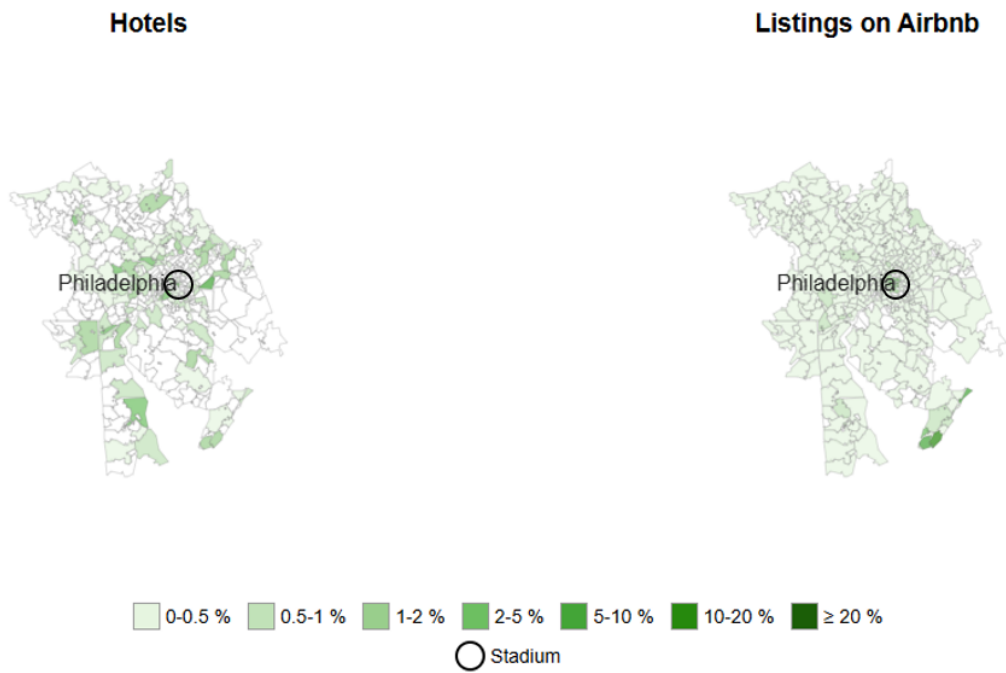 Hotels
Listings on Airbnb
Philadelphia
Philadelphia
0-0.5 %
0.5-1 %
1-2 %
2-5 %
5-10 %
10-20 %
≥ 20 %
Stadium